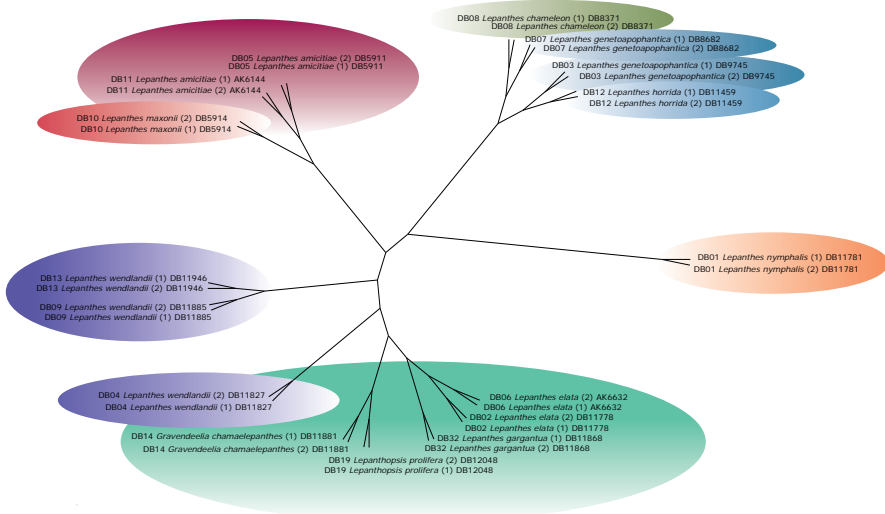 DB08 Lepanthes chameleon (1) DB8371
DB08 Lepanthes chameleon (2) DB8371
DB07 Lepanthes genetoapophantica (1) DB8682
DB07 Lepanthes genetoapophantica (2) DB8682
DB03 Lepanthes genetoapophantica (1) DB9745
DB03 Lepanthes genetoapophantica (2) DB9745
DB12 Lepanthes horrida (1) DB11459
DB12 Lepanthes horrida (2) DB11459
DB05 Lepanthes amicitiae (2) DB5911
DB05 Lepanthes amicitiae (1) DB5911
DB11 Lepanthes amicitiae (1) AK6144
DB11 Lepanthes amicitiae (2) AK6144
DB10 Lepanthes maxonii (2) DB5914
DB10 Lepanthes maxonii (1) DB5914
DB01 Lepanthes nymphalis (1) DB11781
DB01 Lepanthes nymphalis (2) DB11781
DB13 Lepanthes wendlandii (1) DB11946
DB13 Lepanthes wendlandii (2) DB11946
DB09 Lepanthes wendlandii (2) DB11885
DB09 Lepanthes wendlandii (1) DB11885
DB04 Lepanthes wendlandii (2) DB11827
DB04 Lepanthes wendlandii (1) DB11827
DB06 Lepanthes elata (2) AK6632
DB06 Lepanthes elata (1) AK6632
DB02 Lepanthes elata (2) DB11778
DB02 Lepanthes elata (1) DB11778
DB32 Lepanthes gargantua (1) DB11868
DB32 Lepanthes gargantua (2) DB11868
DB14 Gravendeelia chamaelepanthes (1) DB11881
DB14 Gravendeelia chamaelepanthes (2) DB11881
DB19 Lepanthopsis prolifera (2) DB12048
DB19 Lepanthopsis prolifera (1) DB12048